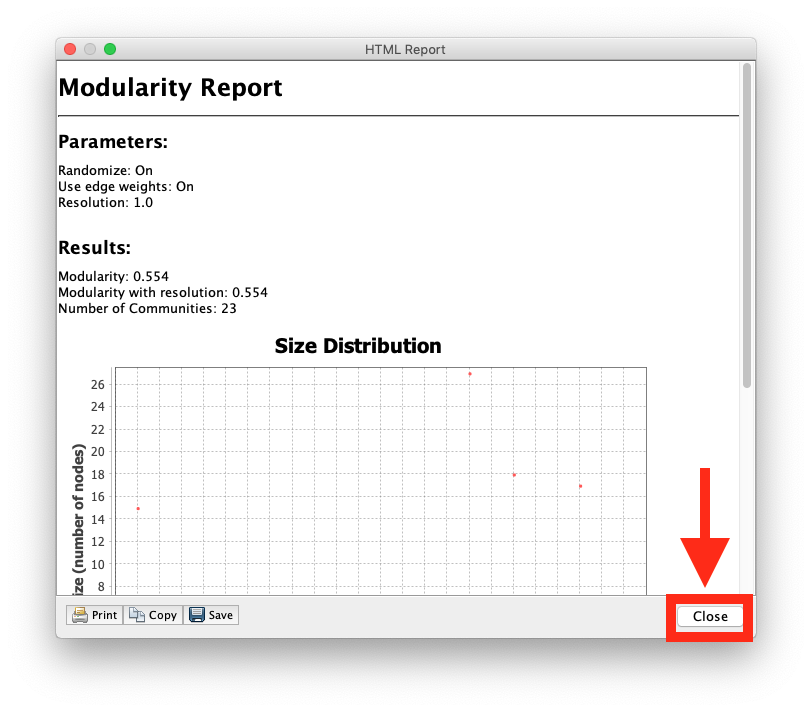 HTML Report
Modularity Report
Parameters:
Randomize: On
Use edge weights: On
Resolution: 1.0
Results:
Modularity: 0.554
Modularity with resolution: 0.554
Number of Communities: 23
Size Distribution
26
24
22
20
18
16
14
12
10
8
ize (number of nodes)
Print Copy Save Close